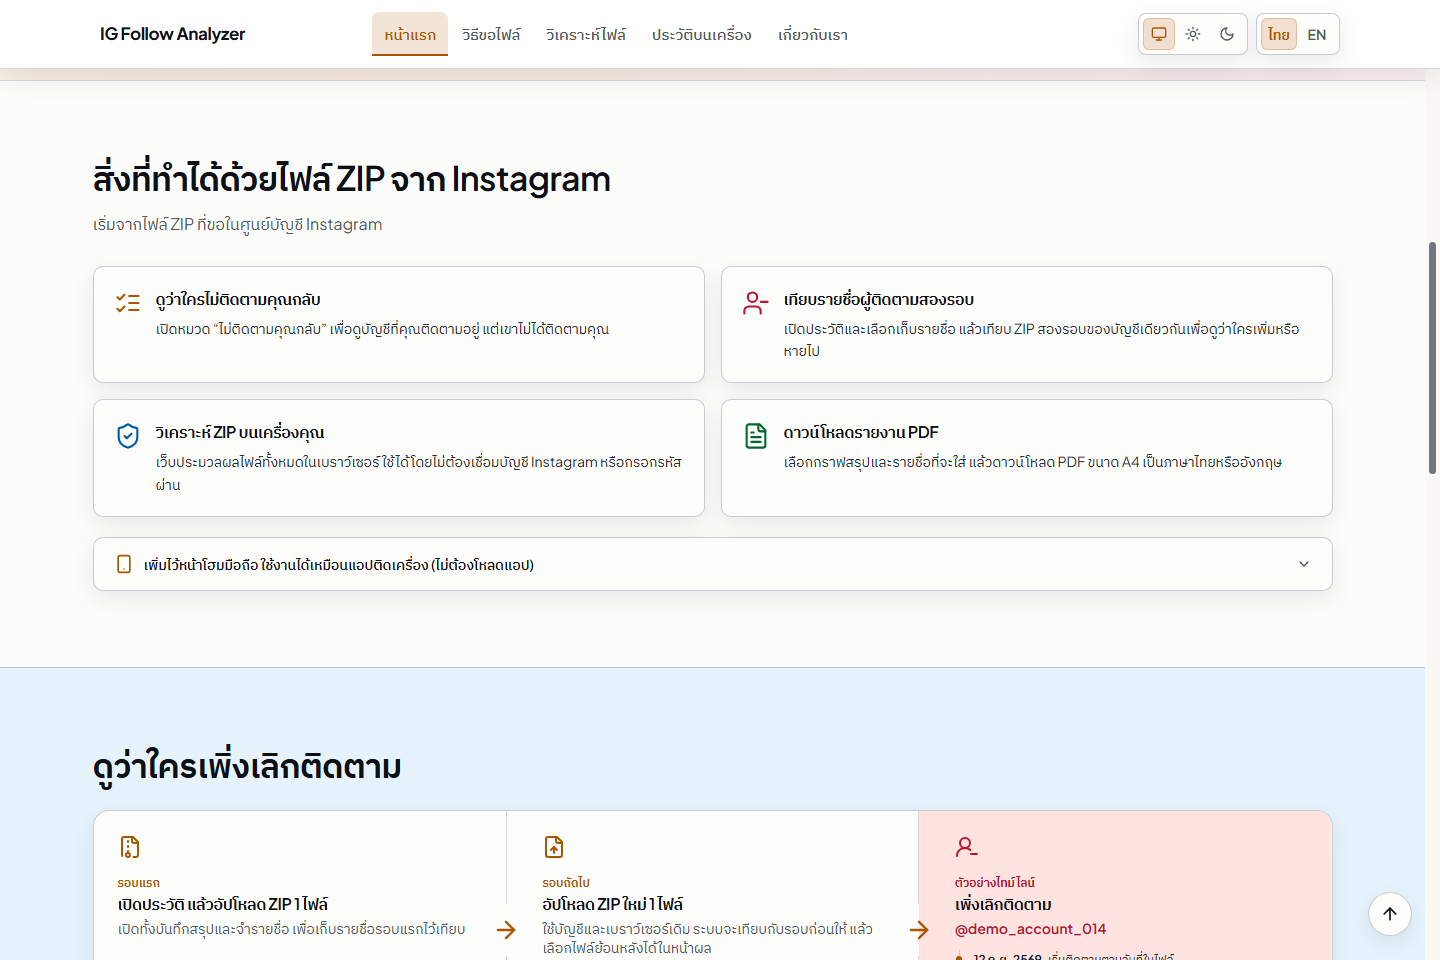 IG Follow Analyzer
หน้าแรก
วิธีขอไฟล์
วิเคราะห์ไฟล์
ประวัติบนเครื่อง
เกี่ยวกับเรา
ไทย
EN
สิ่งที่ทำได้ด้วยไฟล์ ZIP จาก Instagram
เริ่มจากไฟล์ ZIP ที่ขอในศูนย์บัญชี Instagram
ดูว่าใครไม่ติดตามคุณกลับ
เปิดหมวด “ไม่ติดตามคุณกลับ” เพื่อดูบัญชีที่คุณติดตามอยู่ แต่เขาไม่ได้ติดตามคุณ
เทียบรายชื่อผู้ติดตามสองรอบ
เปิดประวัติและเลือกเก็บรายชื่อ แล้วเทียบ ZIP สองรอบของบัญชีเดียวกันเพื่อดูว่าใครเพิ่มหรือ
หายไป
วิเคราะห์ ZIP บนเครื่องคุณ
เว็บประมวลผลไฟล์ทั้งหมดในเบราว์เซอร์ ใช้ได้โดยไม่ต้องเชื่อมบัญชี Instagram หรือกรอกรหัส
ผ่าน
ดาวน์โหลดรายงาน PDF
เลือกกราฟสรุปและรายชื่อที่จะใส่ แล้วดาวน์โหลด PDF ขนาด A4 เป็นภาษาไทยหรืออังกฤษ
เพิ่มไว้หน้าโฮมมือถือ ใช้งานได้เหมือนแอปติดเครื่อง (ไม่ต้องโหลดแอป)
ดูว่าใครเพิ่งเลิกติดตาม
รอบแรก
เปิดประวัติ แล้วอัปโหลด ZIP 1 ไฟล์
เปิดทั้งบันทึกสรุปและจำรายชื่อ เพื่อเก็บรายชื่อรอบแรกไว้เทียบ
รอบถัดไป
อัปโหลด ZIP ใหม่ 1 ไฟล์
ใช้บัญชีและเบราว์เซอร์เดิม ระบบจะเทียบกับรอบก่อนให้ แล้ว
เลือกไฟล์ย้อนหลังได้ในหน้าผล
ตัวอย่างไทม์ไลน์
เพิ่งเลิกติดตาม
@demo_account_014
12 ก.ย. 2569 เริ่มติดตามตามวันที่ในไฟล์